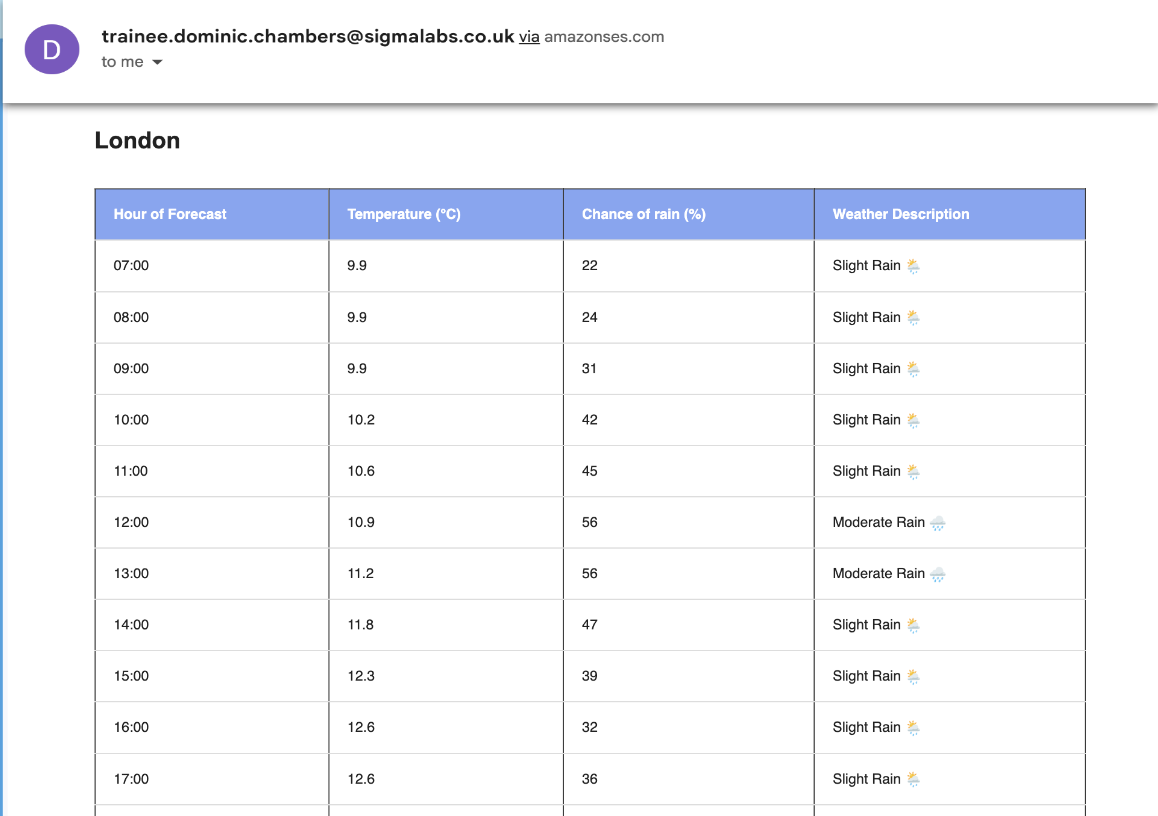 D
trainee.dominic.chambers@sigmalabs.co.uk via amazonses.com
to me
London
Hour of Forecast Temperature (°C) Chance of rain (%) Weather Description
07:00 9.9 22 Slight Rain 🌦️
08:00 9.9 24 Slight Rain 🌦️
09:00 9.9 31 Slight Rain 🌦️
10:00 10.2 42 Slight Rain 🌦️
11:00 10.6 45 Slight Rain 🌦️
12:00 10.9 56 Moderate Rain 🌧️
13:00 11.2 56 Moderate Rain 🌧️
14:00 11.8 47 Slight Rain 🌦️
15:00 12.3 39 Slight Rain 🌦️
16:00 12.6 32 Slight Rain 🌦️
17:00 12.6 36 Slight Rain 🌦️